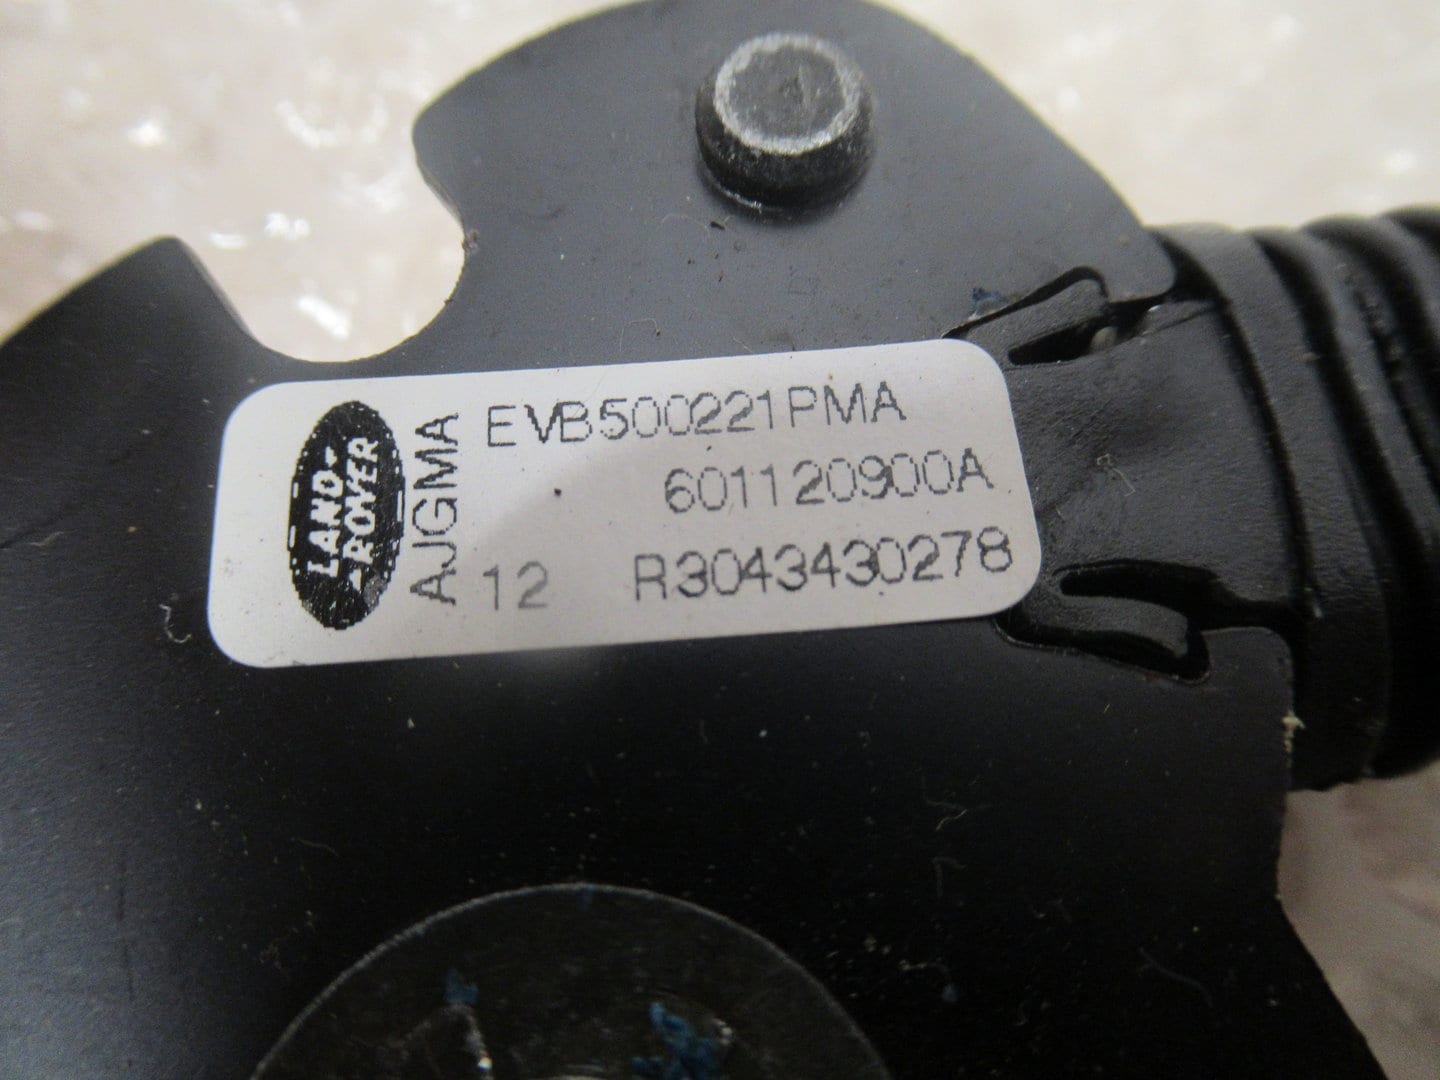 LAND-
ROVER
AJGMA
EVB500221PMA
601120900A
12 R3043430278